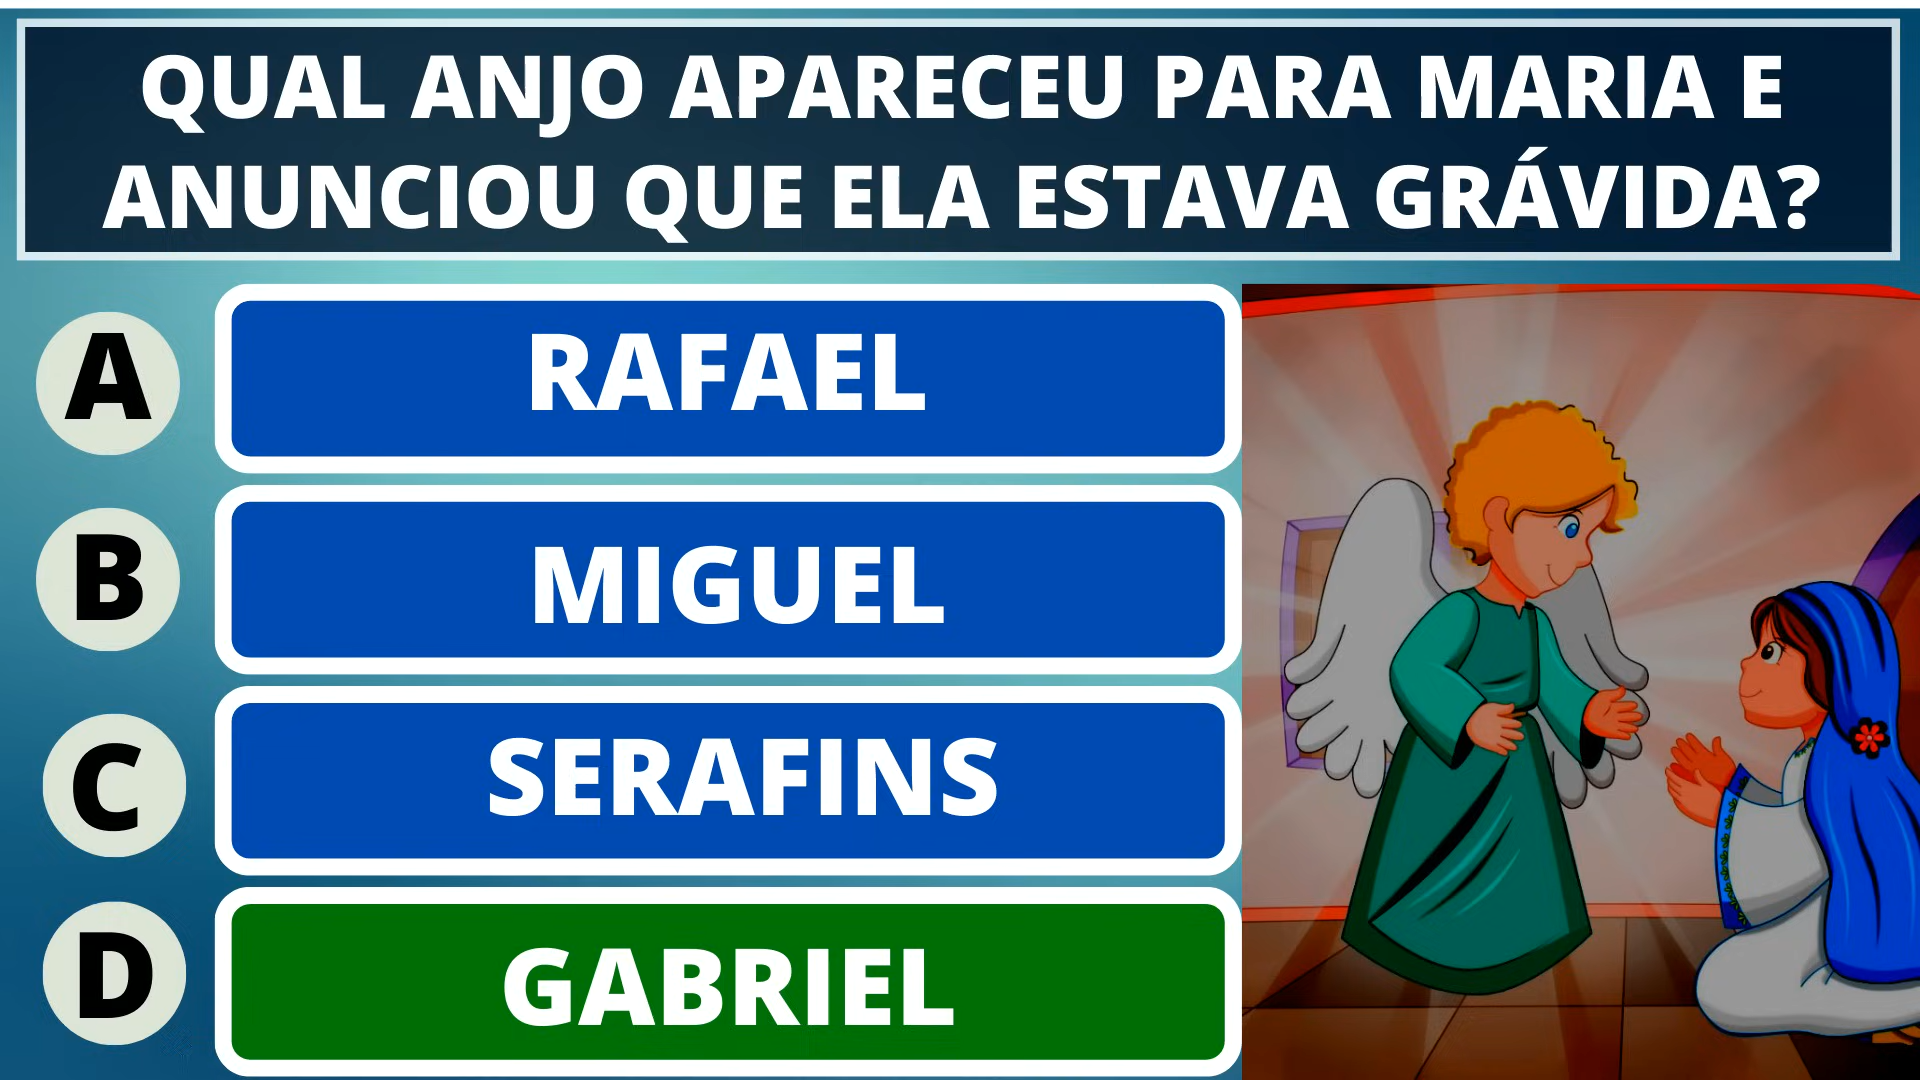 QUAL ANJO APARECEU PARA MARIA E
ANUNCIOU QUE ELA ESTAVA GRÁVIDA?
A
RAFAEL
B
MIGUEL
C
SERAFINS
D
GABRIEL